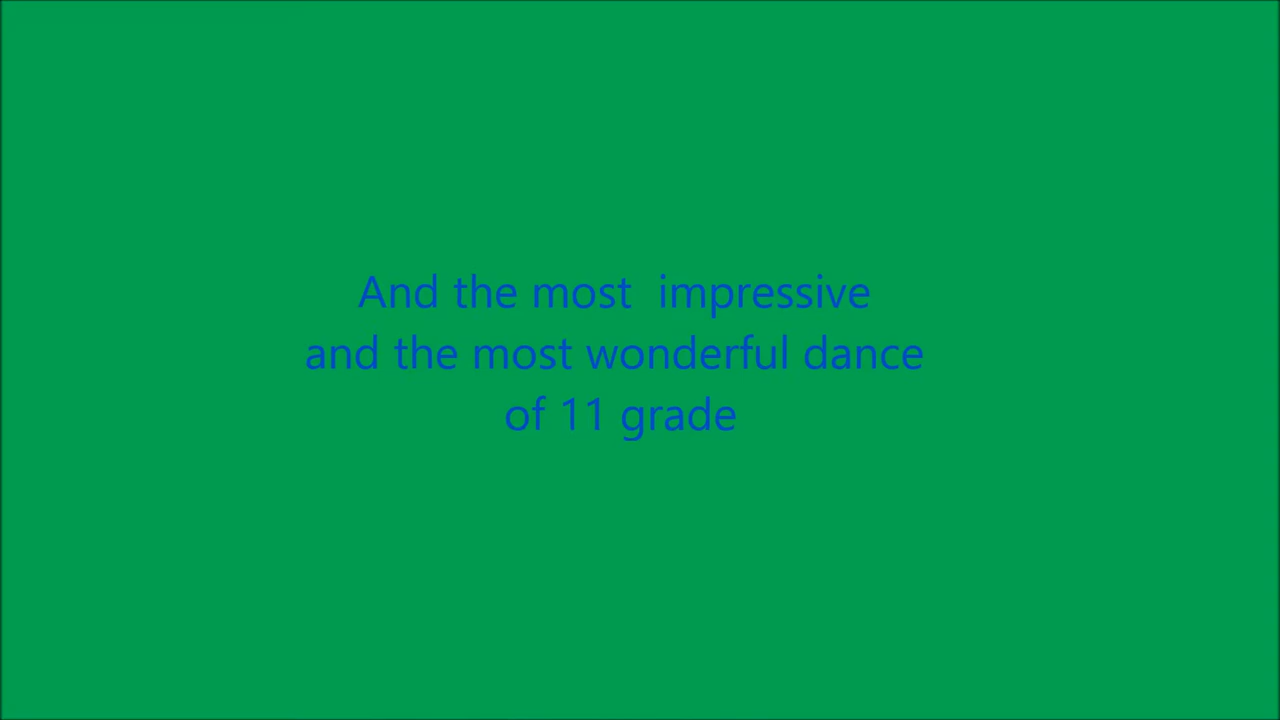 And the most  impressive
and the most wonderful dance
of 11 grade